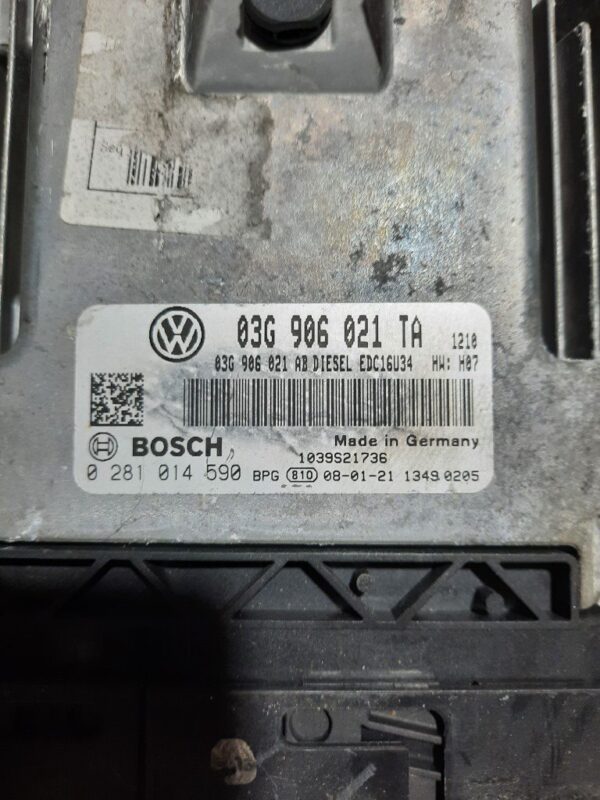 Seq
03G 906 021 TA 1210
03G 906 021 AB DIESEL EDC16U34 HW: H07
BOSCH Made in Germany
1039S21736
0 281 014 590 BPG 810 08-01-21 1349 0205